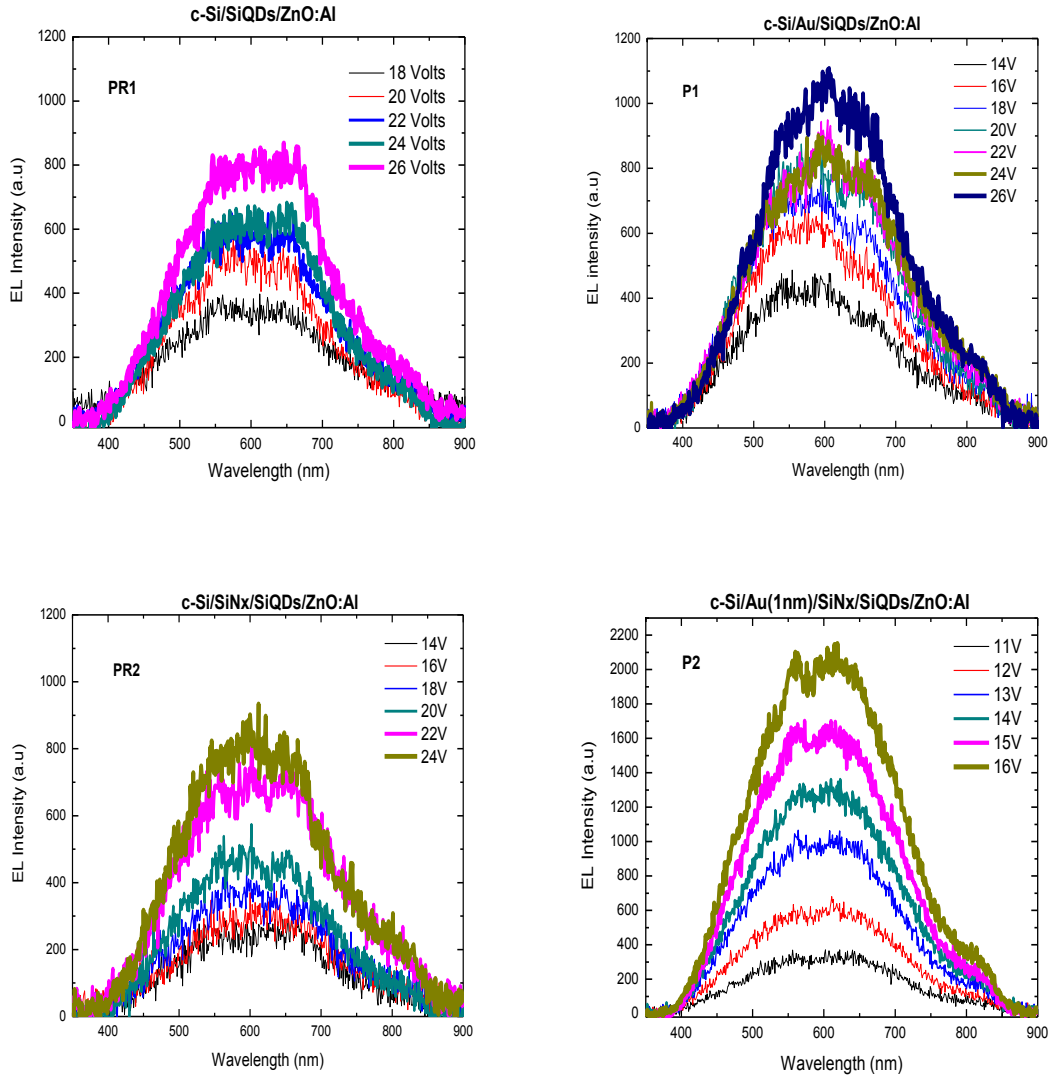 c-Si/SiQDs/ZnO:Al
PR1
18 Volts
20 Volts
22 Volts
24 Volts
26 Volts
1200
1000
800
600
400
200
0
400
500
600
700
800
900
EL Intensity (a.u)
Wavelength (nm)
c-Si/Au/SiQDs/ZnO:Al
P1
14V
16V
18V
20V
22V
24V
26V
1200
1000
800
600
400
200
0
400
500
600
700
800
900
EL intensity (a.u)
Wavelength (nm)
c-Si/SiNx/SiQDs/ZnO:Al
PR2
14V
16V
18V
20V
22V
24V
1200
1000
800
600
400
200
0
400
500
600
700
800
900
EL Intensity (a.u)
Wavelength (nm)
c-Si/Au(1nm)/SiNx/SiQDs/ZnO:Al
P2
11V
12V
13V
14V
15V
16V
2200
2000
1800
1600
1400
1200
1000
800
600
400
200
0
400
500
600
700
800
900
EL Intensity (a.u)
Wavelength (nm)